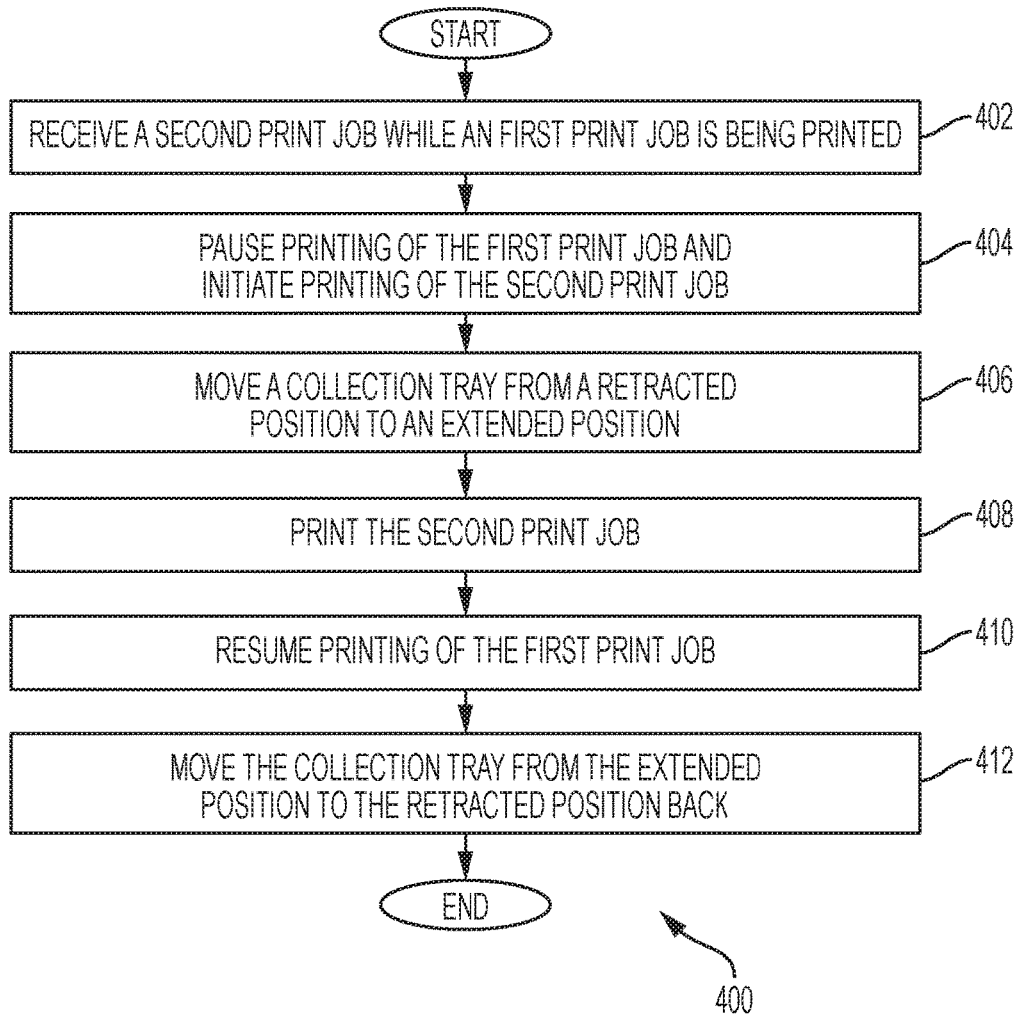 START
RECEIVE A SECOND PRINT JOB WHILE AN FIRST PRINT JOB IS BEING PRINTED
402
PAUSE PRINTING OF THE FIRST PRINT JOB AND
INITIATE PRINTING OF THE SECOND PRINT JOB
404
MOVE A COLLECTION TRAY FROM A RETRACTED
POSITION TO AN EXTENDED POSITION
406
PRINT THE SECOND PRINT JOB
408
RESUME PRINTING OF THE FIRST PRINT JOB
410
MOVE THE COLLECTION TRAY FROM THE EXTENDED
POSITION TO THE RETRACTED POSITION BACK
412
END
400